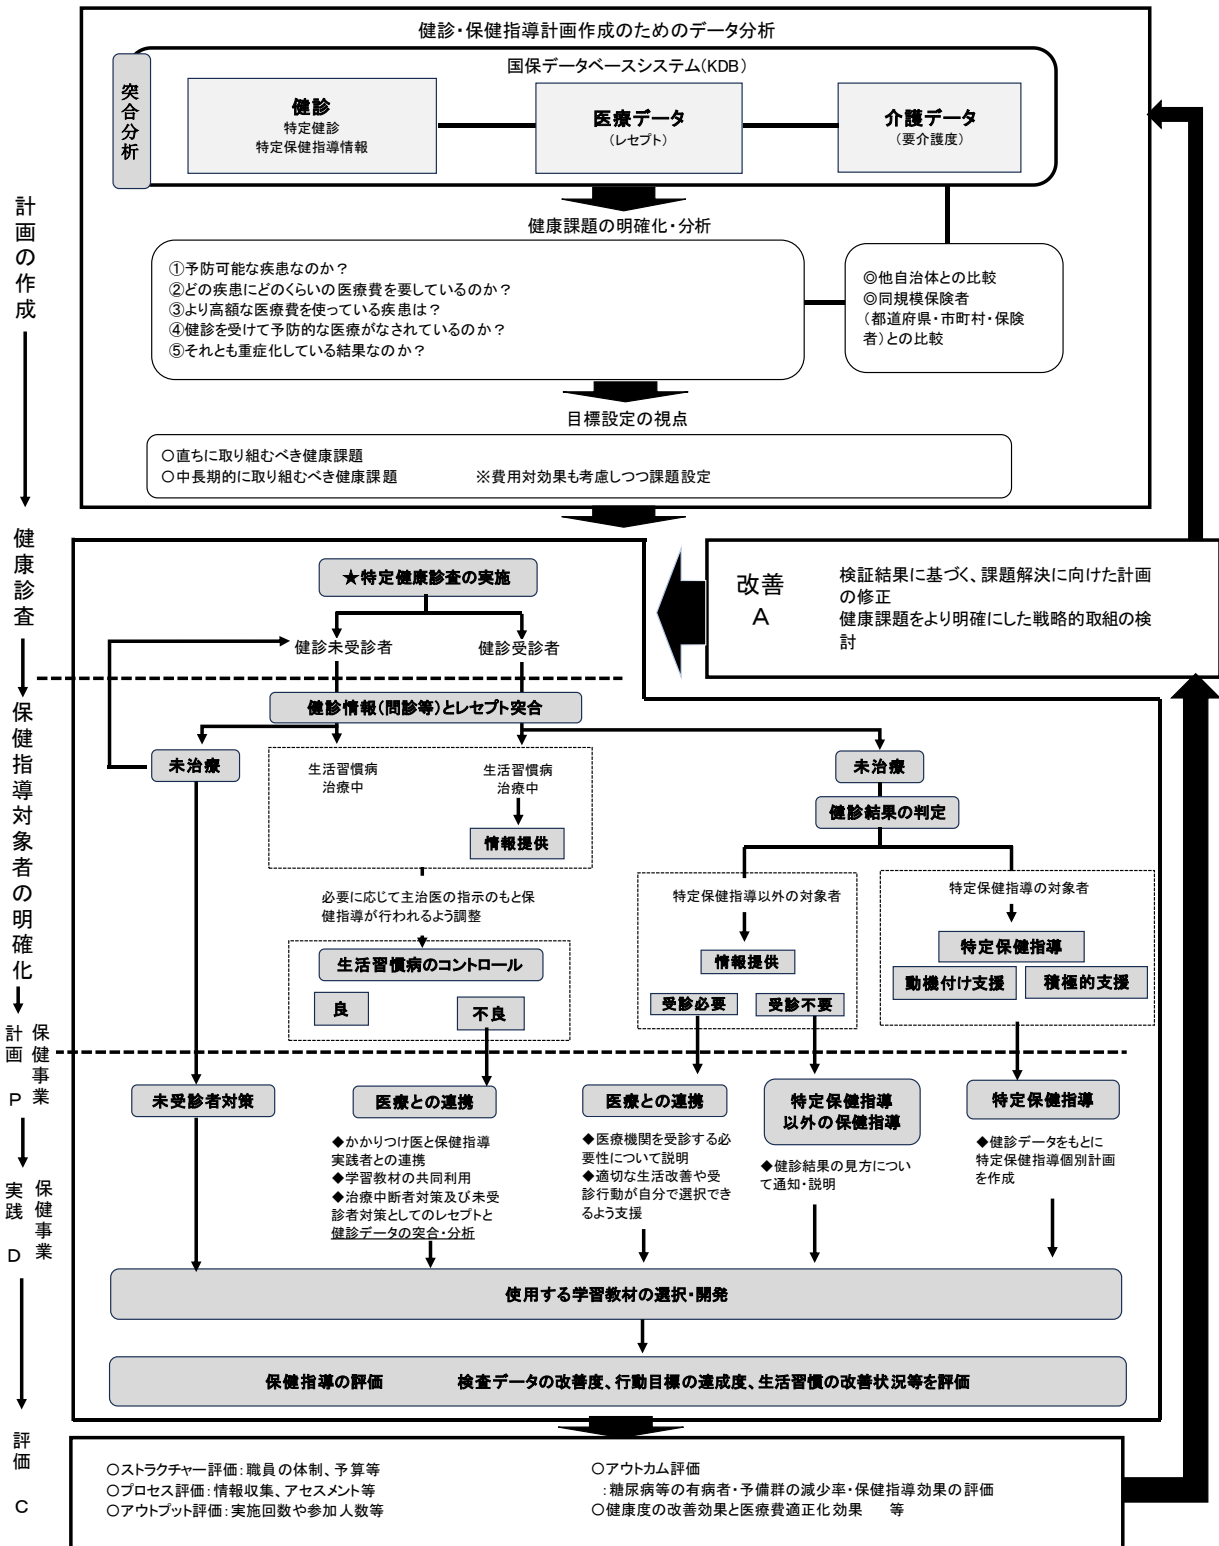 健診・保健指導計画作成のためのデータ分析
国保データベースシステム(KDB)
突合分析
健診
特定健診
特定保健指導情報
医療データ
(レセプト)
介護データ
(要介護度)
健康課題の明確化・分析
①予防可能な疾患なのか？
②どの疾患にどのくらいの医療費を要しているのか？
③より高額な医療費を使っている疾患は？
④健診を受けて予防的な医療がなされているのか？
⑤それとも重症化している結果なのか？
◎他自治体との比較
◎同規模保険者
（都道府県・市町村・保険
者）との比較
目標設定の視点
○直ちに取り組むべき健康課題
○中長期的に取り組むべき健康課題 ※費用対効果も考慮しつつ課題設定
計画の作成
健康診査
保健指導対象者の明確化
保健事業
計画 P
保健事業
実践 D
評価 C
改善
A
検証結果に基づく、課題解決に向けた計画
の修正
健康課題をより明確にした戦略的取組の検
討
★特定健康診査の実施
健診未受診者
健診受診者
健診情報(問診等)とレセプト突合
未治療
生活習慣病
治療中
生活習慣病
治療中
情報提供
未治療
健診結果の判定
必要に応じて主治医の指示のもと保
健指導が行われるよう調整
生活習慣病のコントロール
良
不良
特定保健指導以外の対象者
情報提供
受診必要
受診不要
特定保健指導の対象者
特定保健指導
動機付け支援
積極的支援
未受診者対策
医療との連携
◆かかりつけ医と保健指導
実践者との連携
◆学習教材の共同利用
◆治療中断者対策及び未受
診者対策としてのレセプトと
健診データの突合・分析
医療との連携
◆医療機関を受診する必
要性について説明
◆適切な生活改善や受
診行動が自分で選択でき
るよう支援
特定保健指導
以外の保健指導
◆健診結果の見方につい
て通知・説明
特定保健指導
◆健診データをもとに
特定保健指導個別計画
を作成
使用する学習教材の選択・開発
保健指導の評価 検査データの改善度、行動目標の達成度、生活習慣の改善状況等を評価
○ストラクチャー評価：職員の体制、予算等
○プロセス評価：情報収集、アセスメント等
○アウトプット評価：実施回数や参加人数等
○アウトカム評価
：糖尿病等の有病者・予備群の減少率・保健指導効果の評価
○健康度の改善効果と医療費適正化効果 等